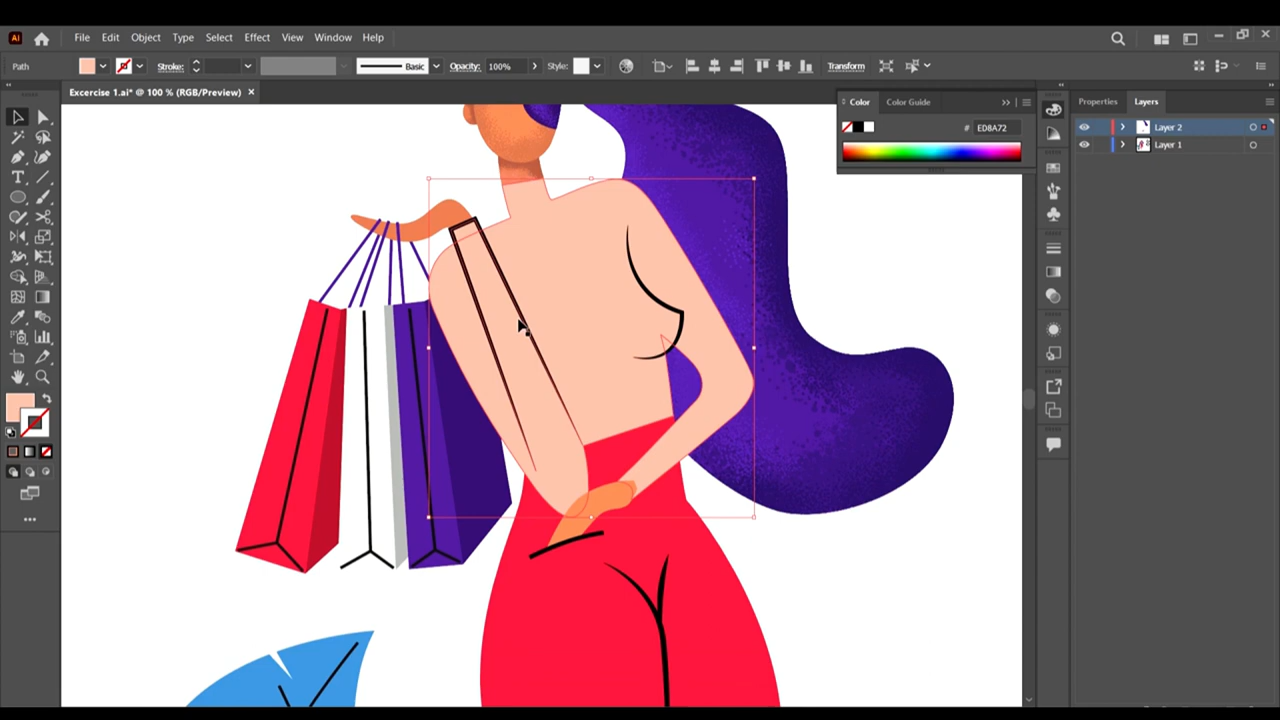 Ai File Edit Object Type Select Effect View Window Help
Path Stroke: Basic Opacity: 100% Style: Transform
Excercise 1.ai* @ 100 % (RGB/Preview) ×
Color Color Guide
# ED8A72
Properties Layers
Layer 2
Layer 1